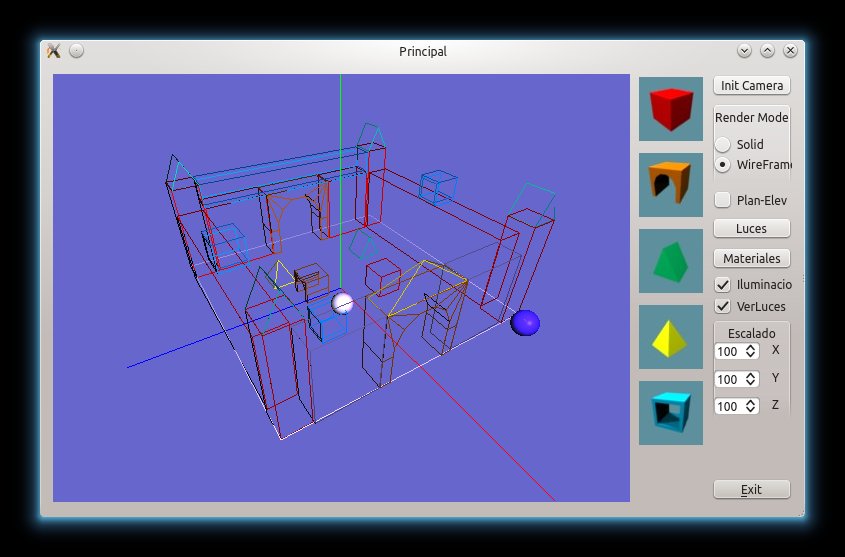 Principal
Init Camera
Render Mode
Solid
WireFram
Plan-Elev
Luces
Materiales
Iluminacio
VerLuces
Escalado
100 X
100 Y
100 Z
Exit